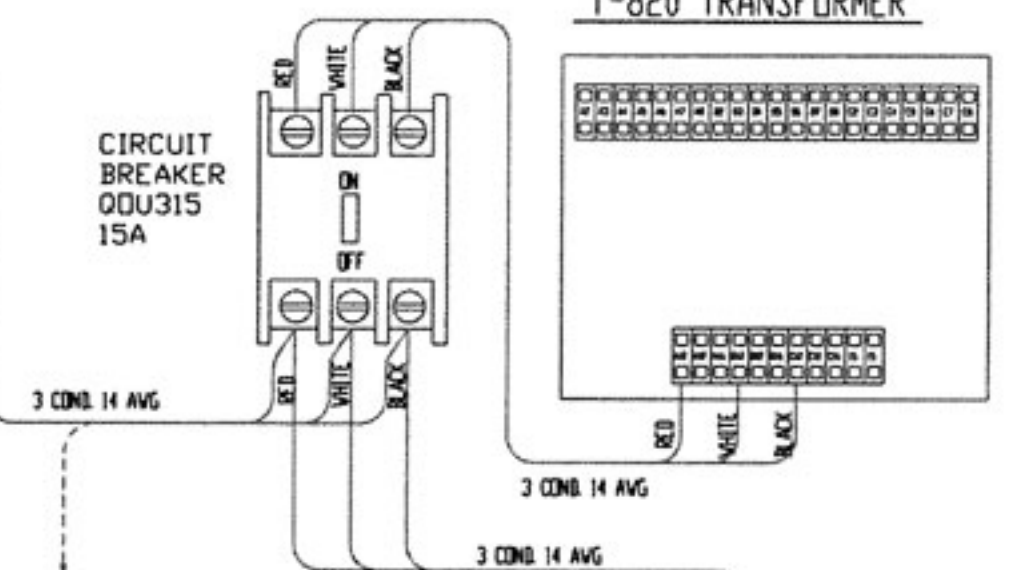 T-820 TRANSFORMER
RED
WHITE
BLACK
CIRCUIT
BREAKER
QOU315
15A
ON
OFF
RED
WHITE
BLACK
3 COND. 14 AWG
RED
WHITE
BLACK
3 COND. 14 AWG
3 COND. 14 AWG